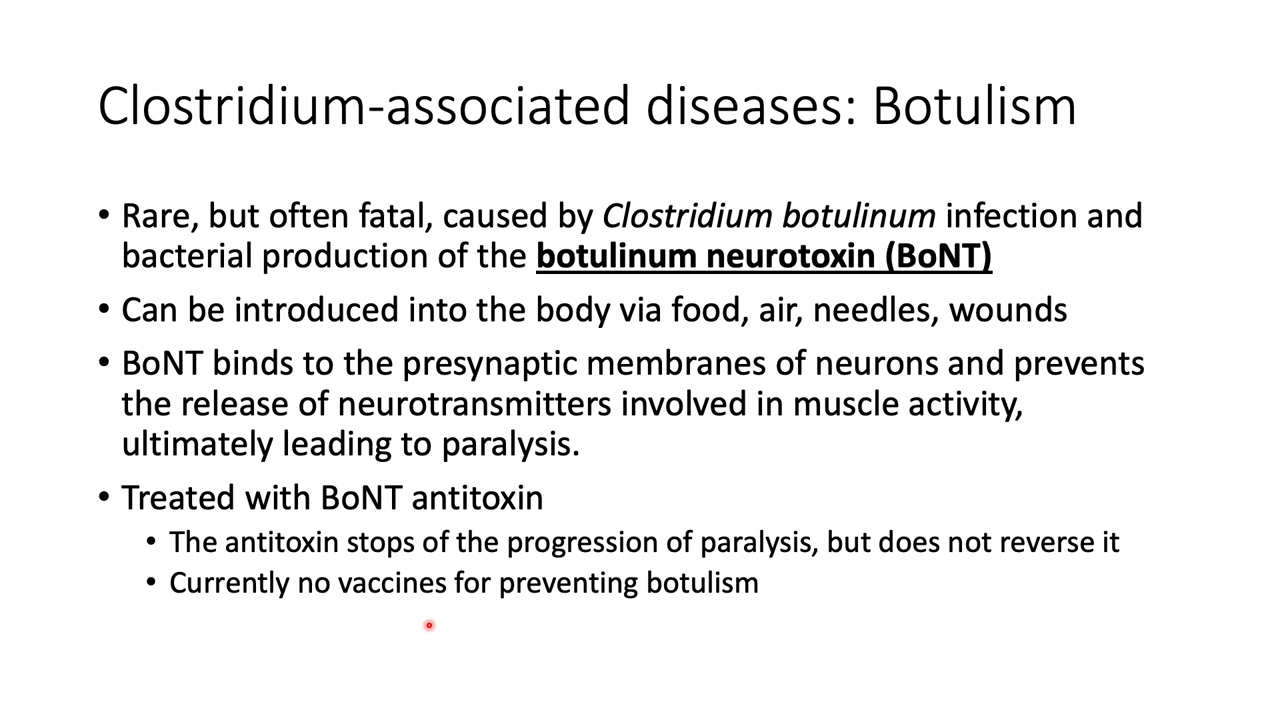 Clostridium-associated diseases: Botulism
• Rare, but often fatal, caused by Clostridium botulinum infection and
bacterial production of the botulinum neurotoxin (BoNT)
• Can be introduced into the body via food, air, needles, wounds
• BoNT binds to the presynaptic membranes of neurons and prevents
the release of neurotransmitters involved in muscle activity,
ultimately leading to paralysis.
• Treated with BoNT antitoxin
• The antitoxin stops of the progression of paralysis, but does not reverse it
• Currently no vaccines for preventing botulism